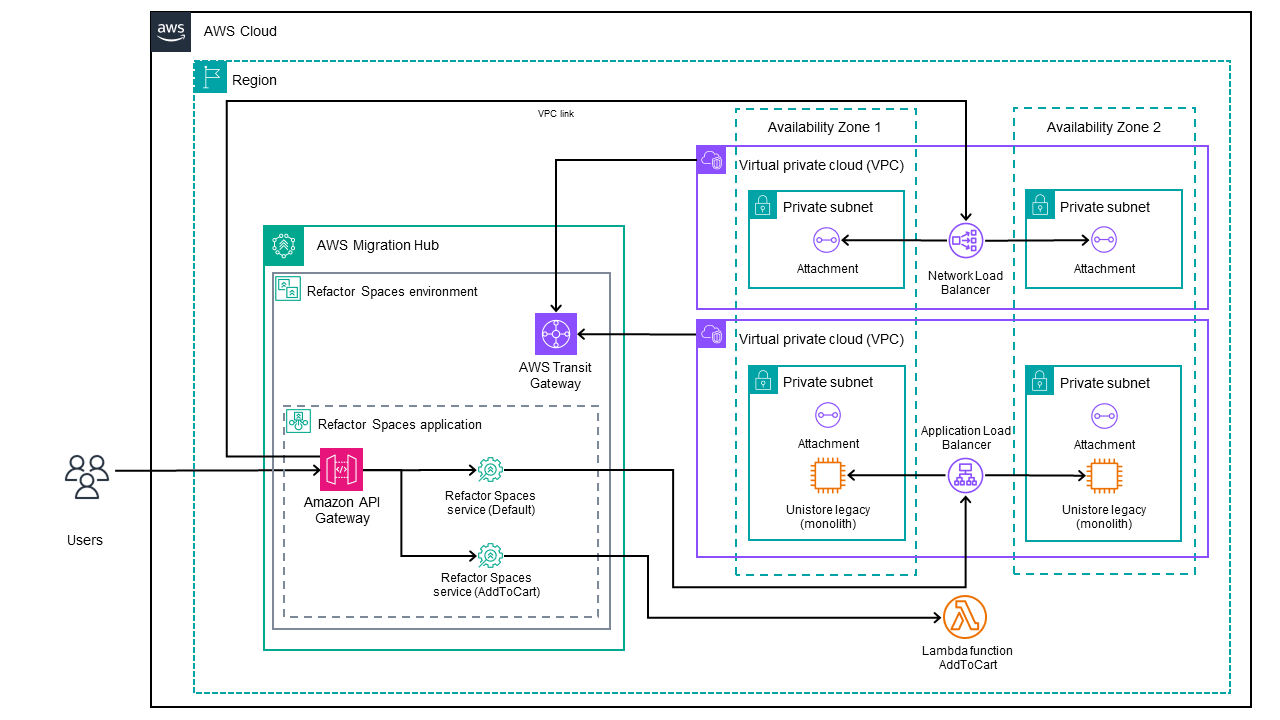 aws
AWS Cloud
Region
VPC link
Availability Zone 1
Availability Zone 2
Virtual private cloud (VPC)
Private subnet
Private subnet
Attachment
Attachment
Network Load
Balancer
AWS Migration Hub
Refactor Spaces environment
AWS Transit
Gateway
Virtual private cloud (VPC)
Private subnet
Private subnet
Attachment
Application Load
Balancer
Attachment
Unistore legacy
(monolith)
Unistore legacy
(monolith)
Refactor Spaces application
Amazon API
Gateway
Refactor Spaces
service (Default)
Refactor Spaces
service (AddToCart)
Users
Lambda function
AddToCart